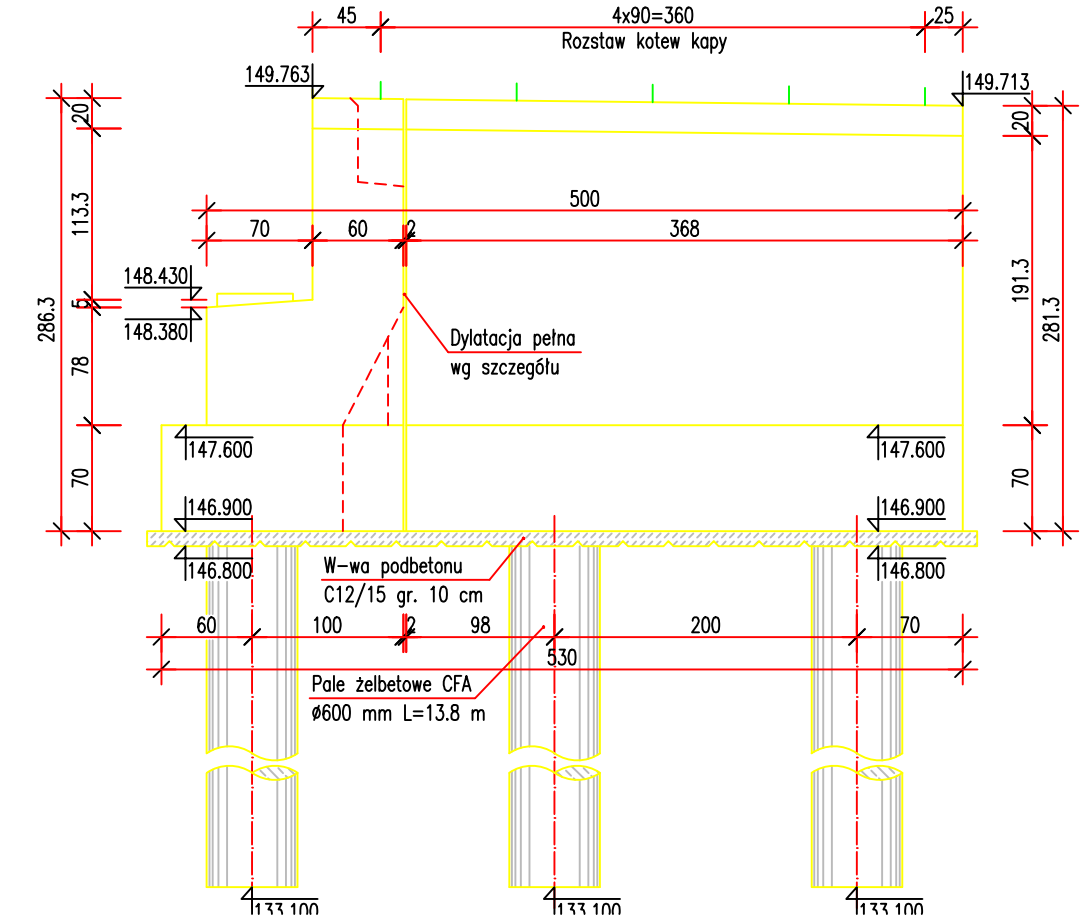 45 4x90=360 25
Rozstaw kotew kapy
149.763 149.713
20 20
500
113.3
70 60 2 368
148.430
191.3
286.3 5 281.3
148.380
Dylatacja pełna
wg szczegółu
78
147.600 147.600
70 70
146.900 146.900
W-wa podbetonu
146.800 146.800
C12/15 gr. 10 cm
60 100 2 98 200 70
530
Pale żelbetowe CFA
ø600 mm L=13.8 m
133.100 133.100 133.100